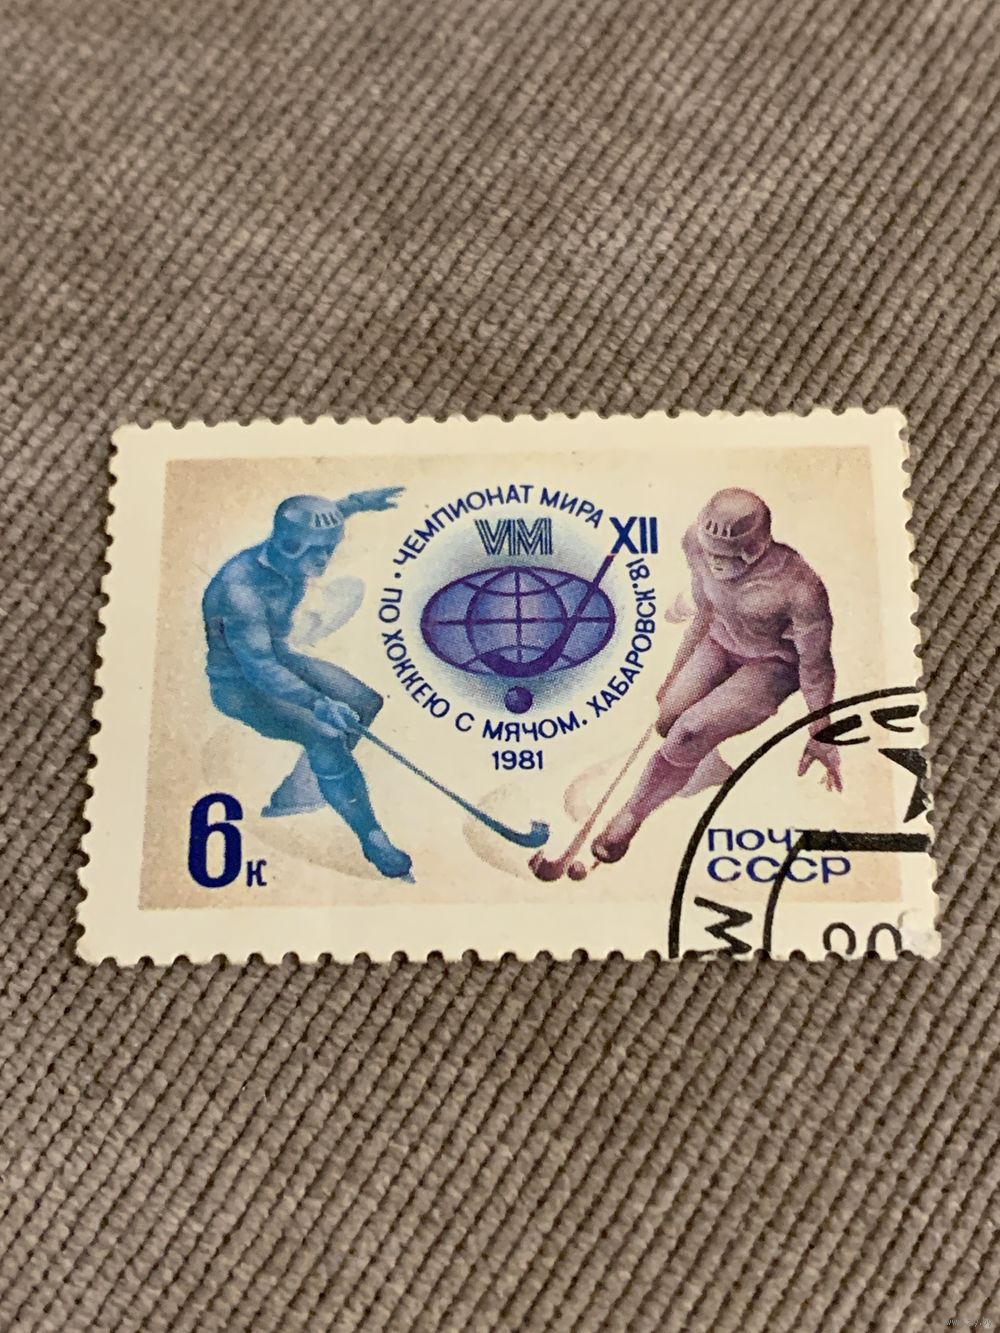 XII
ЧЕМПИОНАТ МИРА
ПО ХОККЕЮ С МЯЧОМ. ХАБАРОВСК.'81
VM
1981
6к
ПОЧТА
СССР